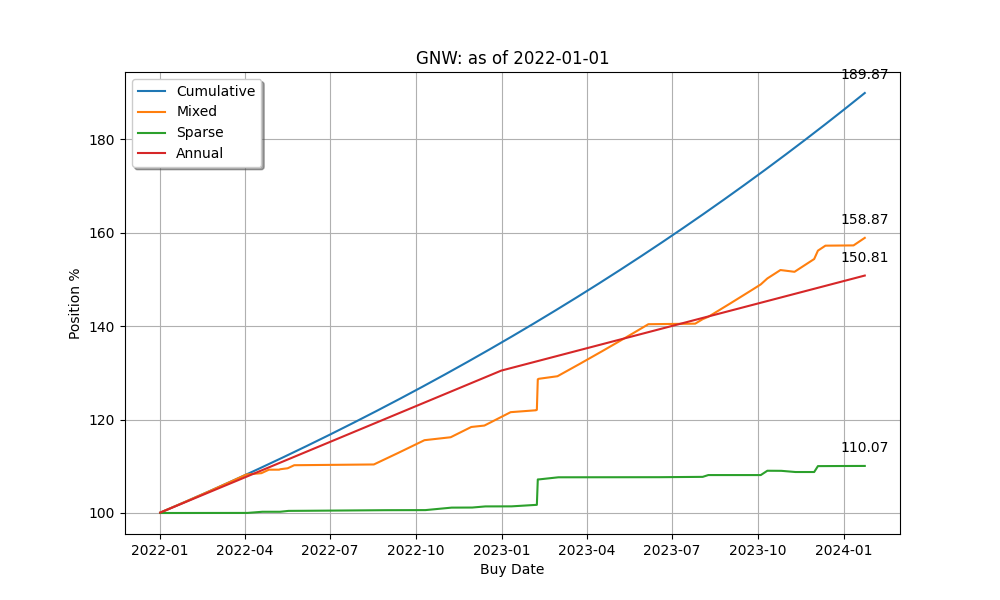 GNW: as of 2022-01-01
189.87
Cumulative
Mixed
Sparse
Annual
180
160
158.87
150.81
Position %
140
120
110.07
100
2022-01 2022-04 2022-07 2022-10 2023-01 2023-04 2023-07 2023-10 2024-01
Buy Date